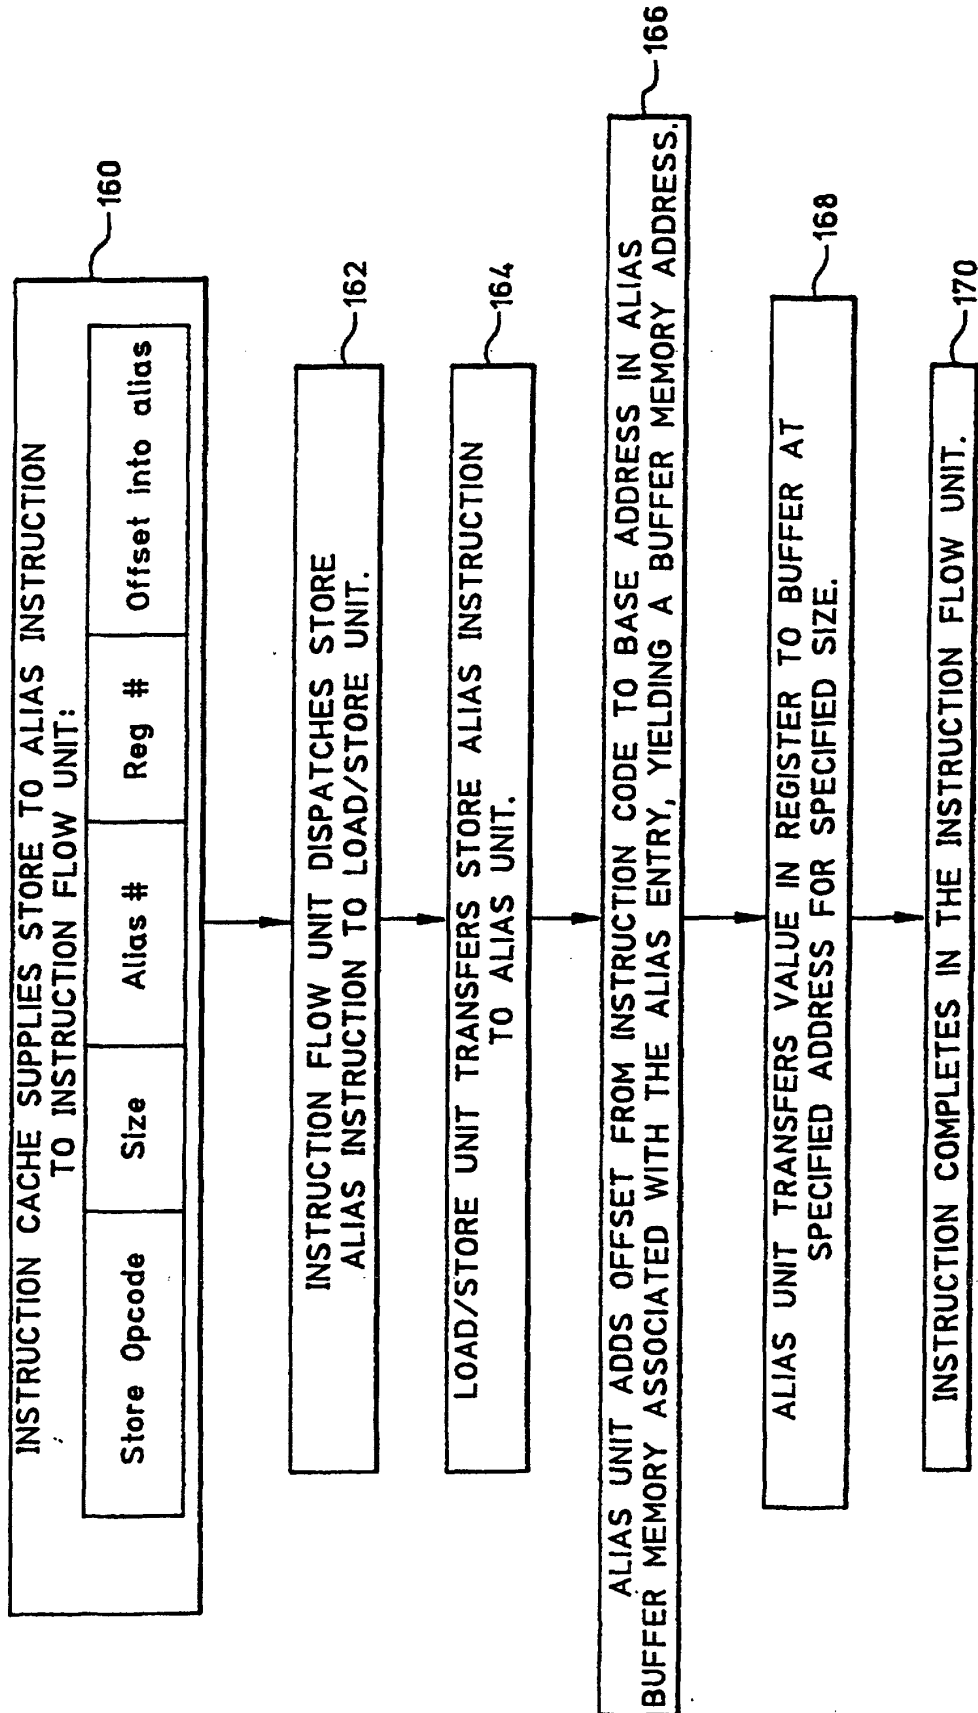 INSTRUCTION CACHE SUPPLIES STORE TO ALIAS INSTRUCTION
TO INSTRUCTION FLOW UNIT:
Store Opcode Size Alias # Reg # Offset into alias
160
INSTRUCTION FLOW UNIT DISPATCHES STORE
ALIAS INSTRUCTION TO LOAD/STORE UNIT.
162
LOAD/STORE UNIT TRANSFERS STORE ALIAS INSTRUCTION
TO ALIAS UNIT.
164
ALIAS UNIT ADDS OFFSET FROM INSTRUCTION CODE TO BASE ADDRESS IN ALIAS
BUFFER MEMORY ASSOCIATED WITH THE ALIAS ENTRY, YIELDING A BUFFER MEMORY ADDRESS.
166
ALIAS UNIT TRANSFERS VALUE IN REGISTER TO BUFFER AT
SPECIFIED ADDRESS FOR SPECIFIED SIZE.
168
INSTRUCTION COMPLETES IN THE INSTRUCTION FLOW UNIT.
170